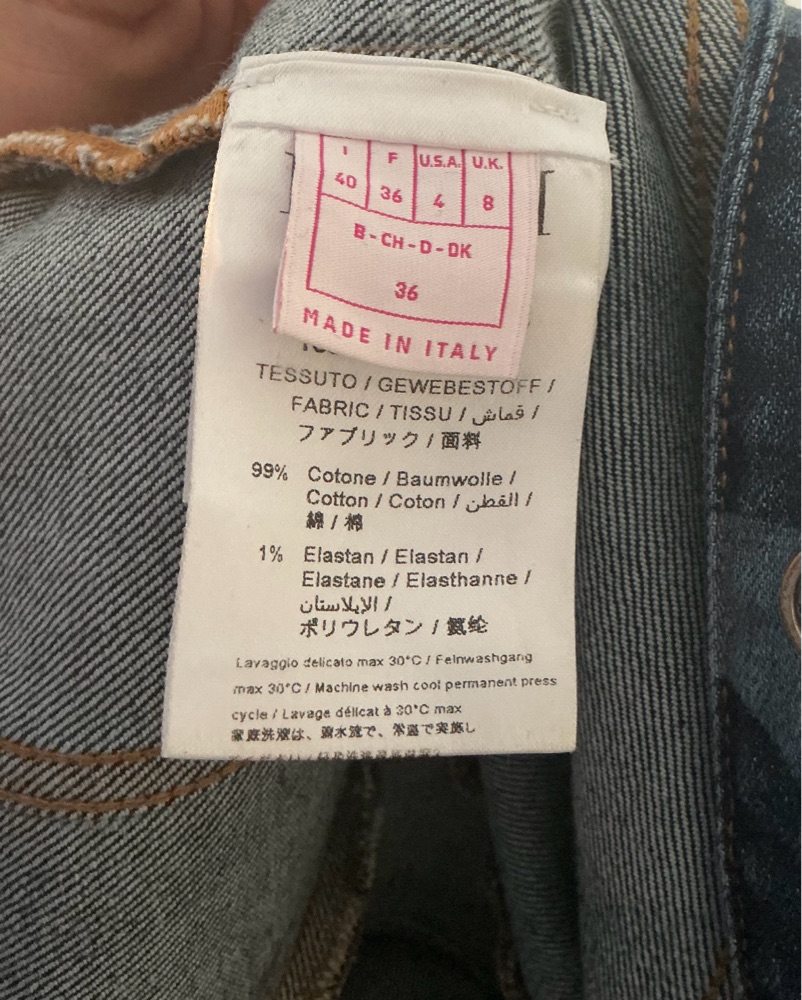 I F U.S.A. U.K.
40 36 4 8
B-CH-D-DK
36
MADE IN ITALY
TESSUTO / GEWEBESTOFF /
FABRIC / TISSU / قماش /
ファブリック / 面料
99% Cotone / Baumwolle /
Cotton / Coton / القطن /
綿 / 棉
1% Elastan / Elastan /
Elastane / Elasthanne /
الإيلاستان /
ポリウレタン / 氨纶
Lavaggio delicato max 30°C / Feinwashgang
max 30°C / Machine wash cool permanent press
cycle / Lavage délicat à 30°C max